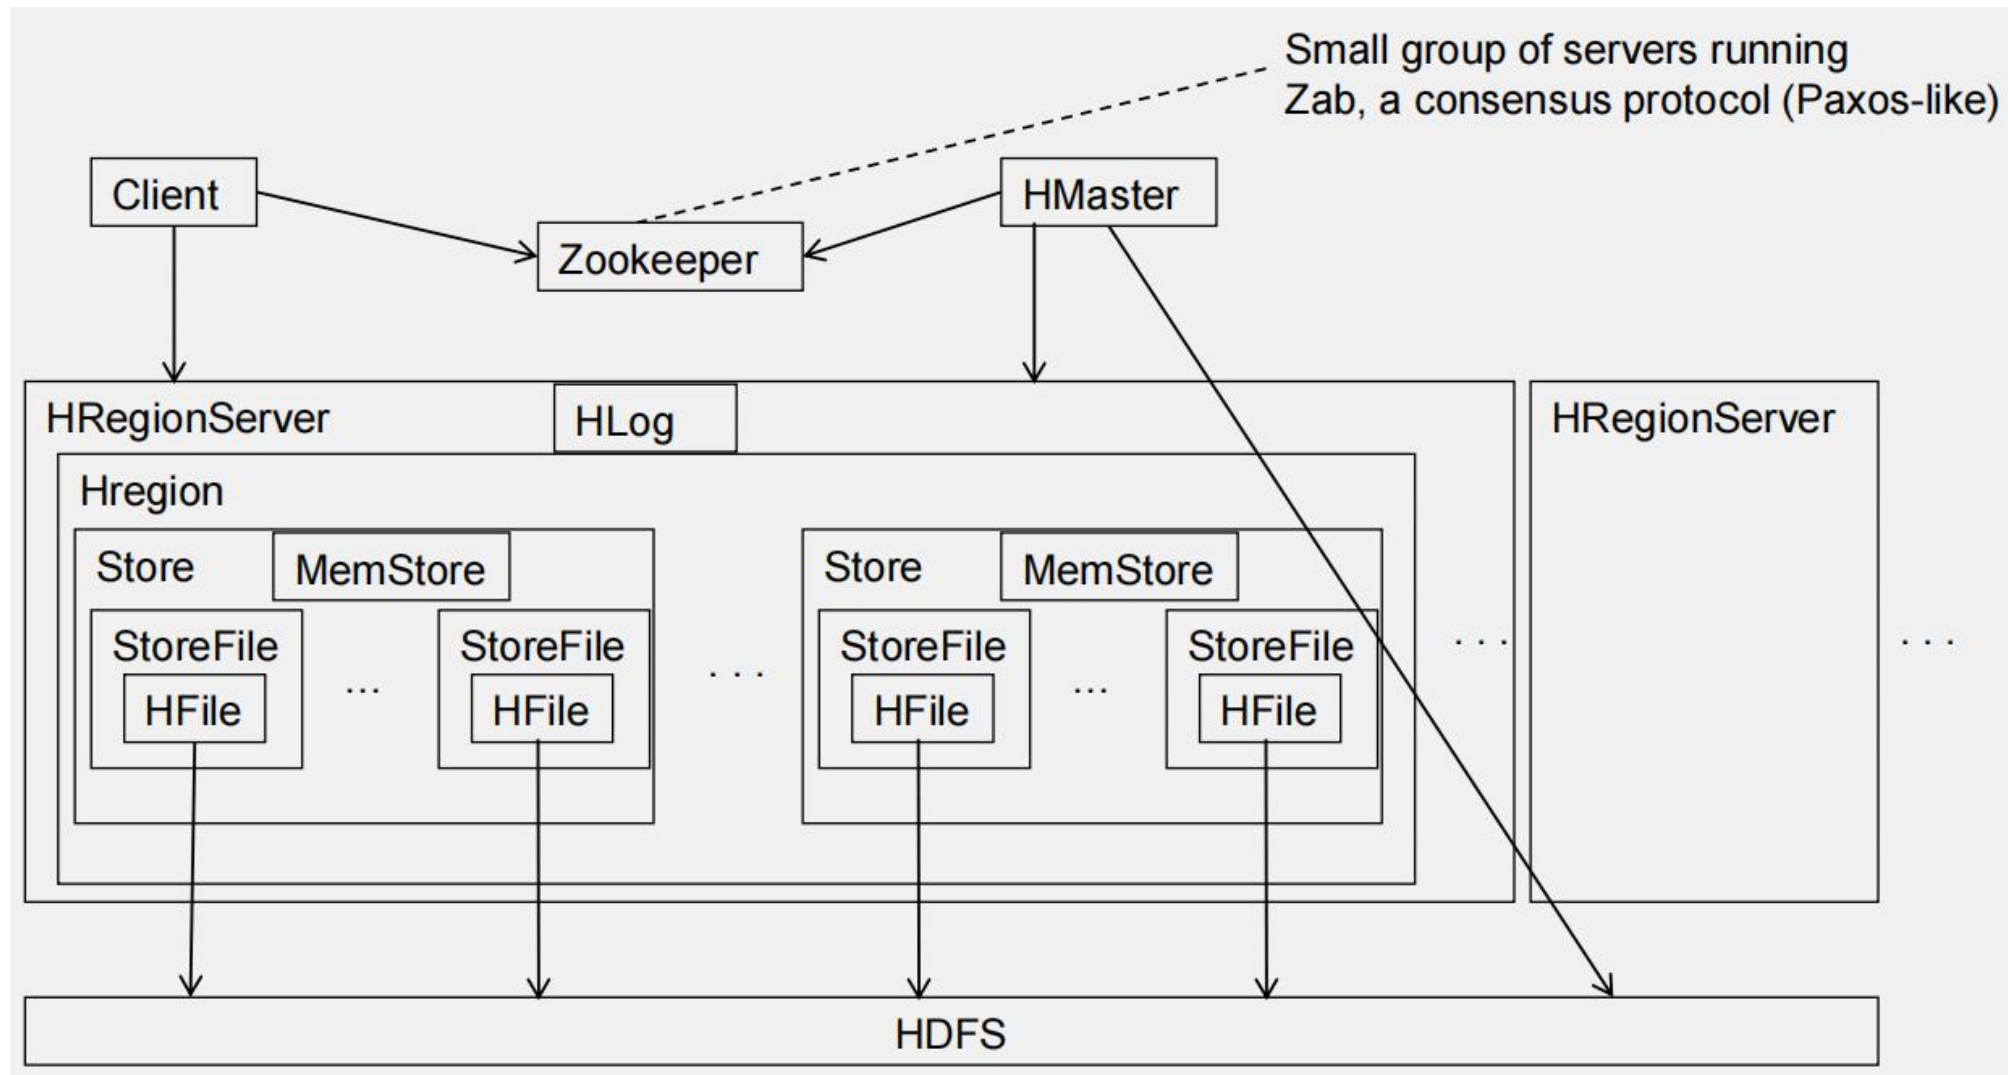 Small group of servers running
Zab, a consensus protocol (Paxos-like)
Client
HMaster
Zookeeper
HRegionServer
HLog
HRegionServer
Hregion
Store
MemStore
Store
MemStore
StoreFile
StoreFile
StoreFile
StoreFile
...
...
. . .
. . .
. . .
HFile
HFile
HFile
HFile
HDFS